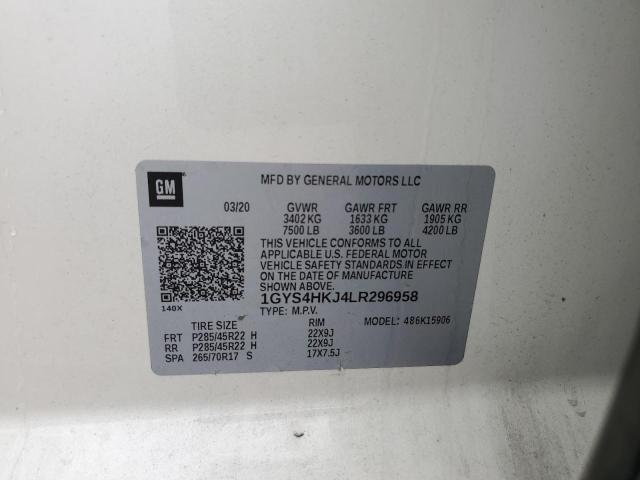 GM
MFD BY GENERAL MOTORS LLC
03/20 GVWR GAWR FRT GAWR RR
3402 KG 1633 KG 1905 KG
7500 LB 3600 LB 4200 LB
THIS VEHICLE CONFORMS TO ALL
APPLICABLE U.S. FEDERAL MOTOR
VEHICLE SAFETY STANDARDS IN EFFECT
ON THE DATE OF MANUFACTURE
SHOWN ABOVE.
1GYS4HKJ4LR296958
140X TYPE: M.P.V.
TIRE SIZE RIM MODEL: 486K15906
FRT P285/45R22 H 22X9J
RR P285/45R22 H 22X9J
SPA 265/70R17 S 17X7.5J